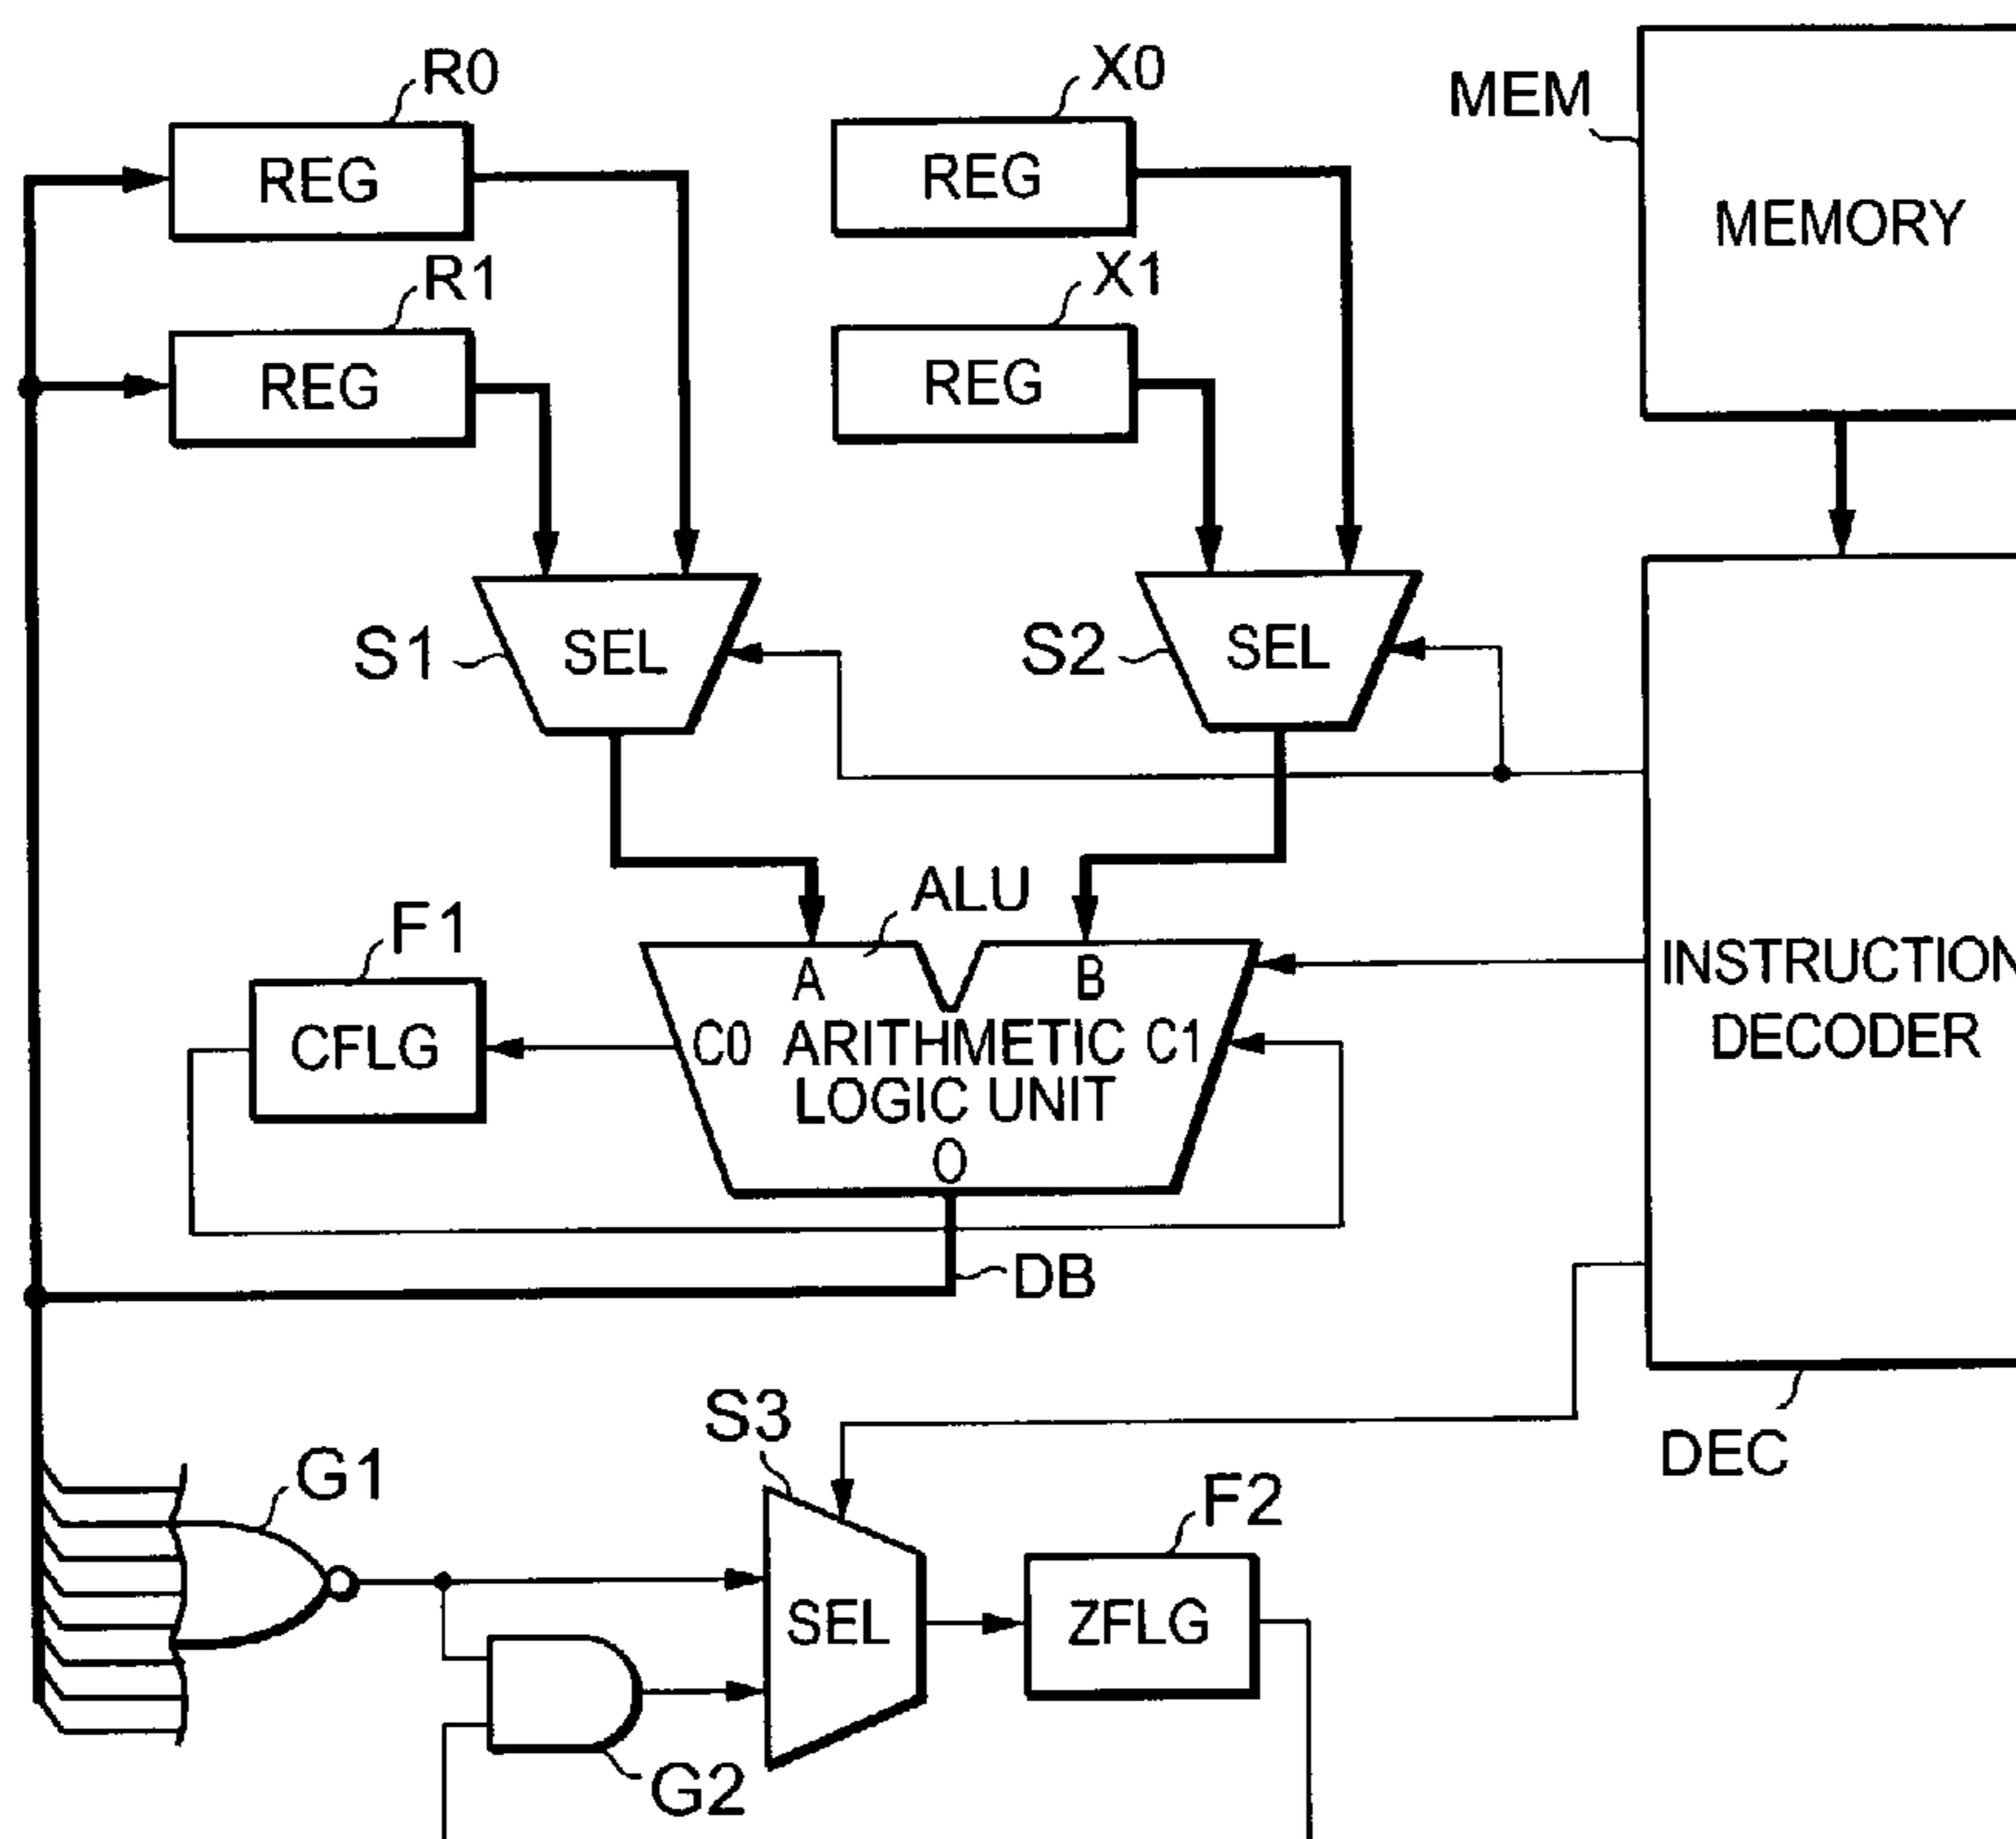 R0
X0
MEM
REG
REG
MEMORY
R1
X1
REG
REG
S1
SEL
S2
SEL
ALU
F1
A
B
INSTRUCTION
DECODER
CFLG
C0 ARITHMETIC C1
LOGIC UNIT
O
DB
S3
DEC
G1
F2
SEL
ZFLG
G2